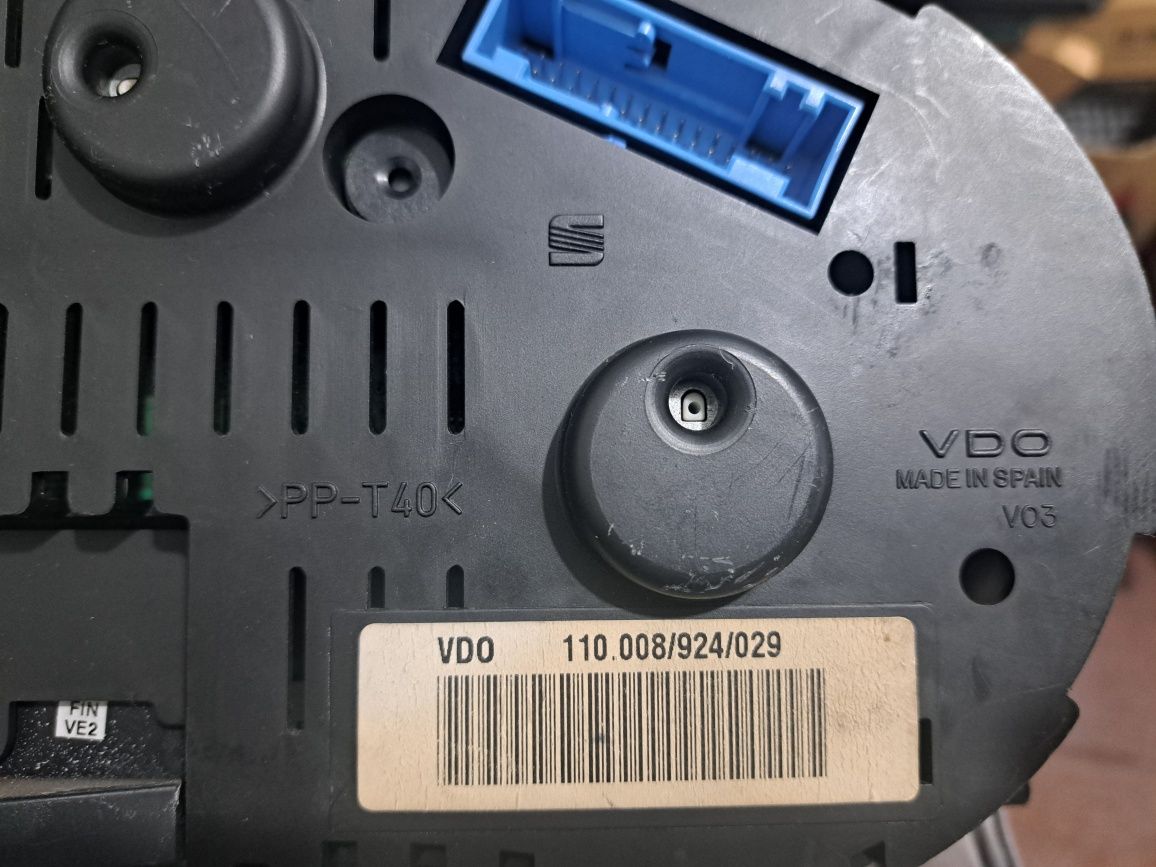 >PP-T40<
VDO
MADE IN SPAIN
V03
VDO 110.008/924/029
FIN
VE2